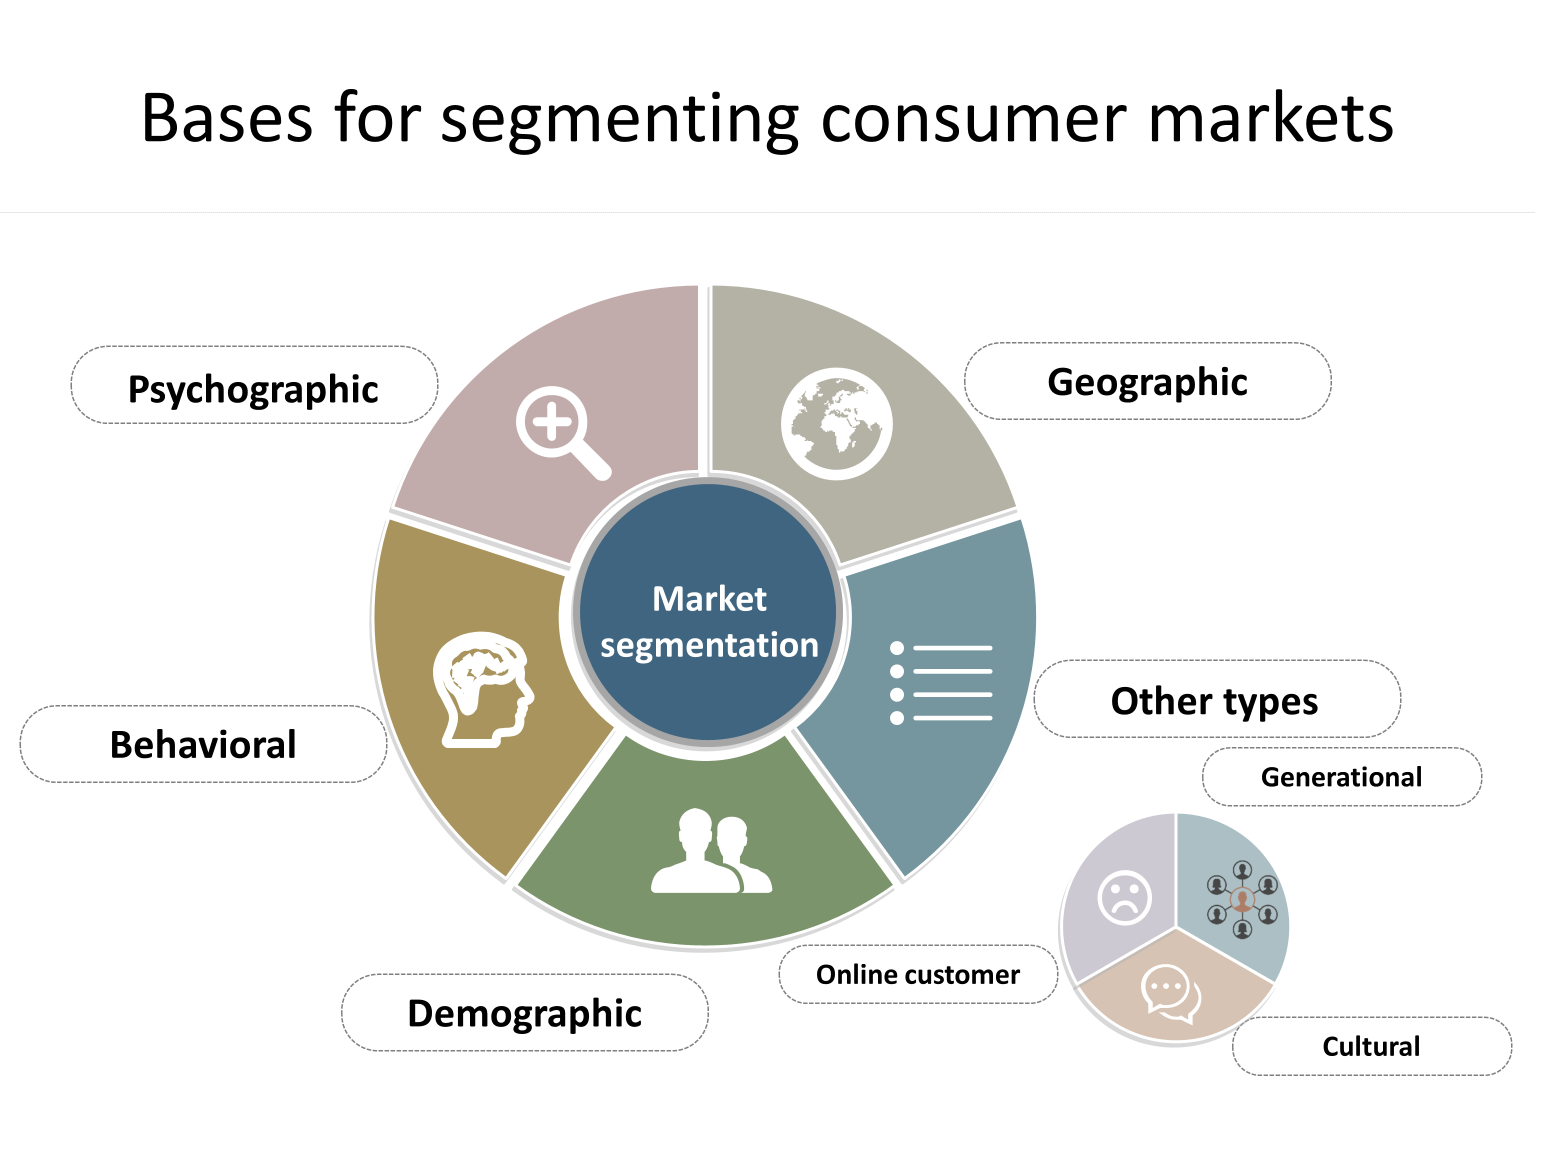 Bases for segmenting consumer markets
Psychographic
Geographic
Market
segmentation
Other types
Behavioral
Generational
Online customer
Demographic
Cultural